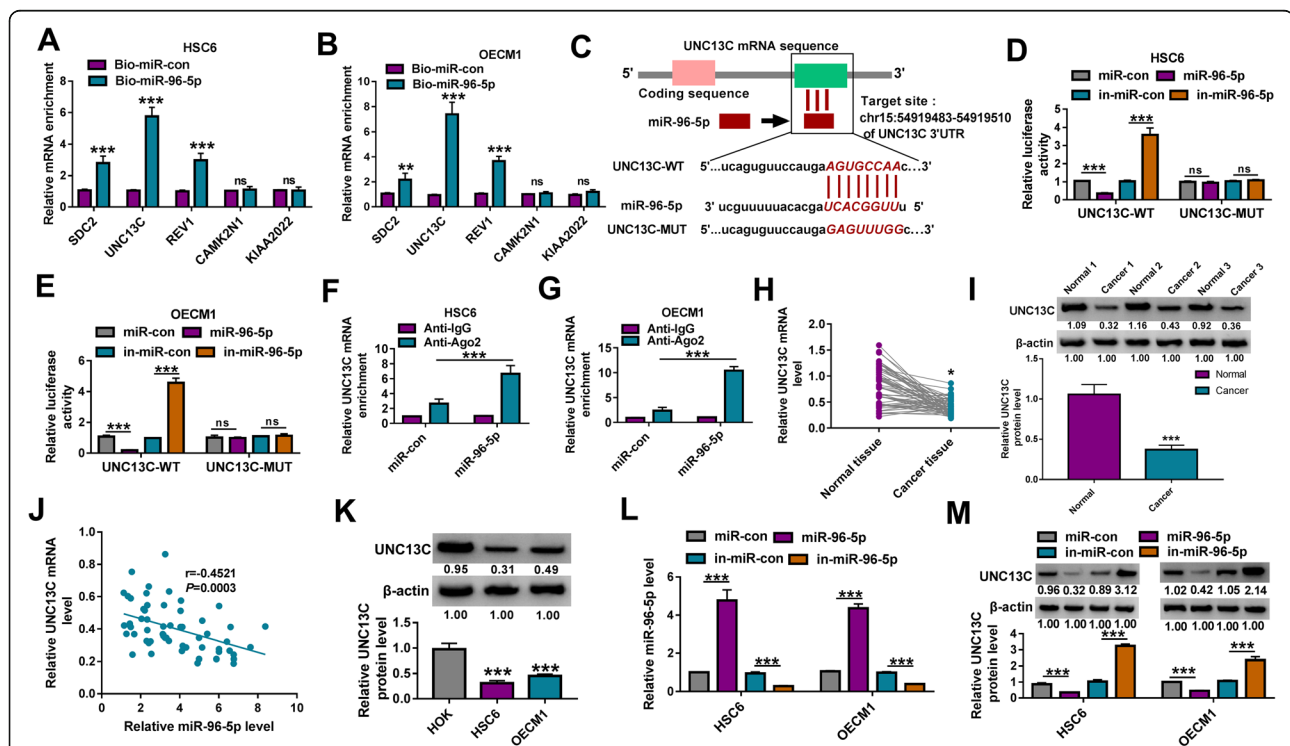 A
HSC6
Bio-miR-con
Bio-miR-96-5p
Relative mRNA enrichment
8
6
4
2
0
***
***
***
ns
ns
SDC2
UNC13C
REV1
CAMK2N1
KIAA2022
B
OECM1
Bio-miR-con
Bio-miR-96-5p
Relative mRNA enrichment
10
8
6
4
2
0
**
***
***
ns
ns
SDC2
UNC13C
REV1
CAMK2N1
KIAA2022
C
UNC13C mRNA sequence
5'
3'
Coding sequence
miR-96-5p
Target site :
chr15:54919483-54919510
of UNC13C 3'UTR
UNC13C-WT 5'...ucaguguuccaugaAGUGCCAAc...3'
miR-96-5p 3' ucguuuuuacacgaUCACGGUUu 5'
UNC13C-MUT 5'...ucaguguuccaugaGAGUUUGGc...3'
D
HSC6
miR-con
miR-96-5p
in-miR-con
in-miR-96-5p
Relative luciferase
activity
6
4
2
0
***
***
ns
ns
UNC13C-WT
UNC13C-MUT
E
OECM1
miR-con
miR-96-5p
in-miR-con
in-miR-96-5p
Relative luciferase
activity
6
4
2
0
***
***
ns
ns
UNC13C-WT
UNC13C-MUT
F
HSC6
Anti-IgG
Anti-Ago2
Relative UNC13C mRNA
enrichment
10
8
6
4
2
0
***
miR-con
miR-96-5p
G
OECM1
Anti-IgG
Anti-Ago2
Relative UNC13C mRNA
enrichment
15
10
5
0
***
miR-con
miR-96-5p
H
Relative UNC13C mRNA
level
2.0
1.5
1.0
0.5
0.0
*
Normal tissue
Cancer tissue
I
Normal 1
Cancer 1
Normal 2
Cancer 2
Normal 3
Cancer 3
UNC13C
1.09 0.32 1.16 0.43 0.92 0.36
β-actin
1.00 1.00 1.00 1.00 1.00 1.00
Normal
Cancer
Relative UNC13C
protein level
1.5
1.0
0.5
0.0
***
Normal
Cancer
J
Relative UNC13C mRNA
level
1.0
0.8
0.6
0.4
0.2
0.0
r=-0.4521
P=0.0003
0 2 4 6 8 10
Relative miR-96-5p level
K
UNC13C
0.95 0.31 0.49
β-actin
1.00 1.00 1.00
Relative UNC13C
protein level
1.5
1.0
0.5
0.0
***
***
HOK
HSC6
OECM1
L
miR-con
miR-96-5p
in-miR-con
in-miR-96-5p
Relative miR-96-5p level
6
4
2
0
***
***
***
***
HSC6
OECM1
M
miR-con
miR-96-5p
in-miR-con
in-miR-96-5p
UNC13C
0.96 0.32 0.89 3.12
1.02 0.42 1.05 2.14
β-actin
1.00 1.00 1.00 1.00
1.00 1.00 1.00 1.00
Relative UNC13C
protein level
4
3
2
1
0
***
***
***
***
HSC6
OECM1